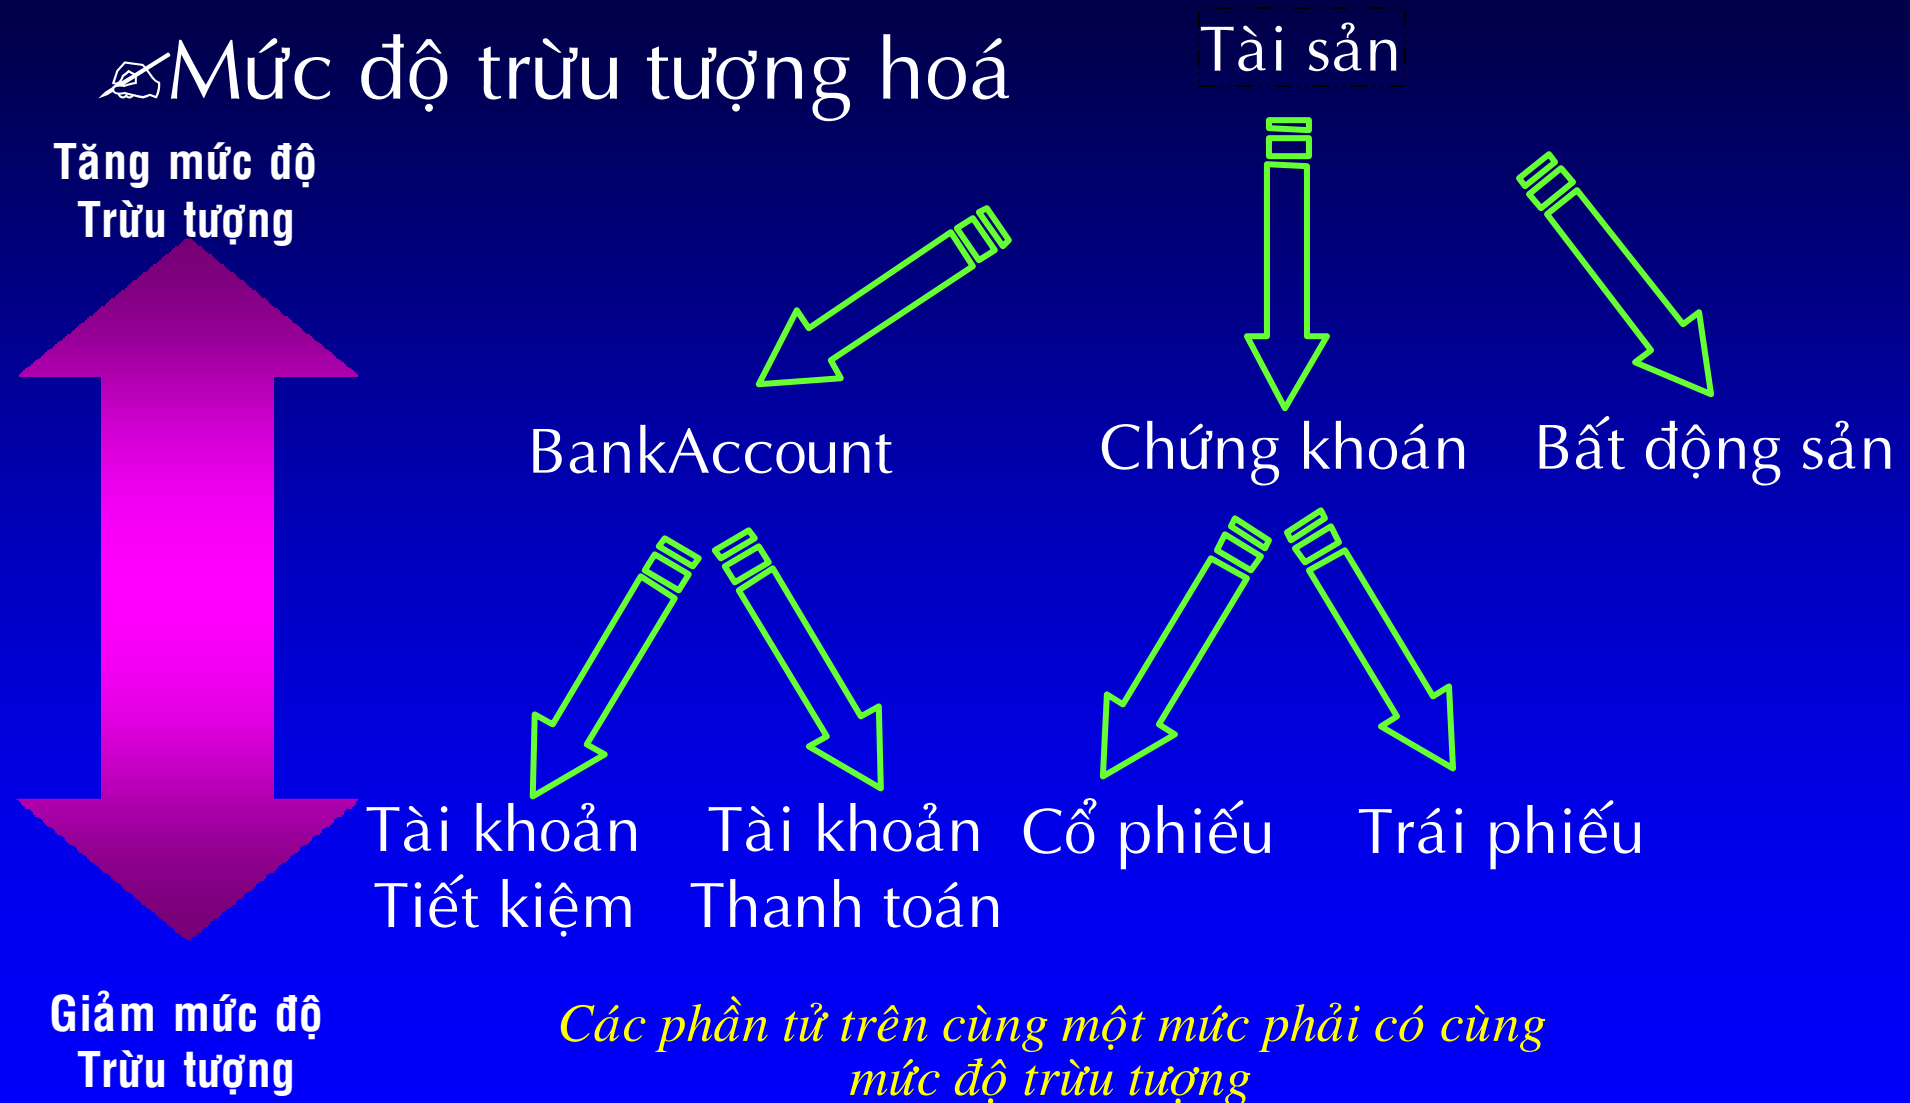 Mức độ trừu tượng hoá
Tài sản
Tăng mức độ
Trừu tượng
BankAccount
Chứng khoán
Bất động sản
Tài khoản
Tiết kiệm
Tài khoản
Thanh toán
Cổ phiếu
Trái phiếu
Giảm mức độ
Trừu tượng
Các phần tử trên cùng một mức phải có cùng
mức độ trừu tượng